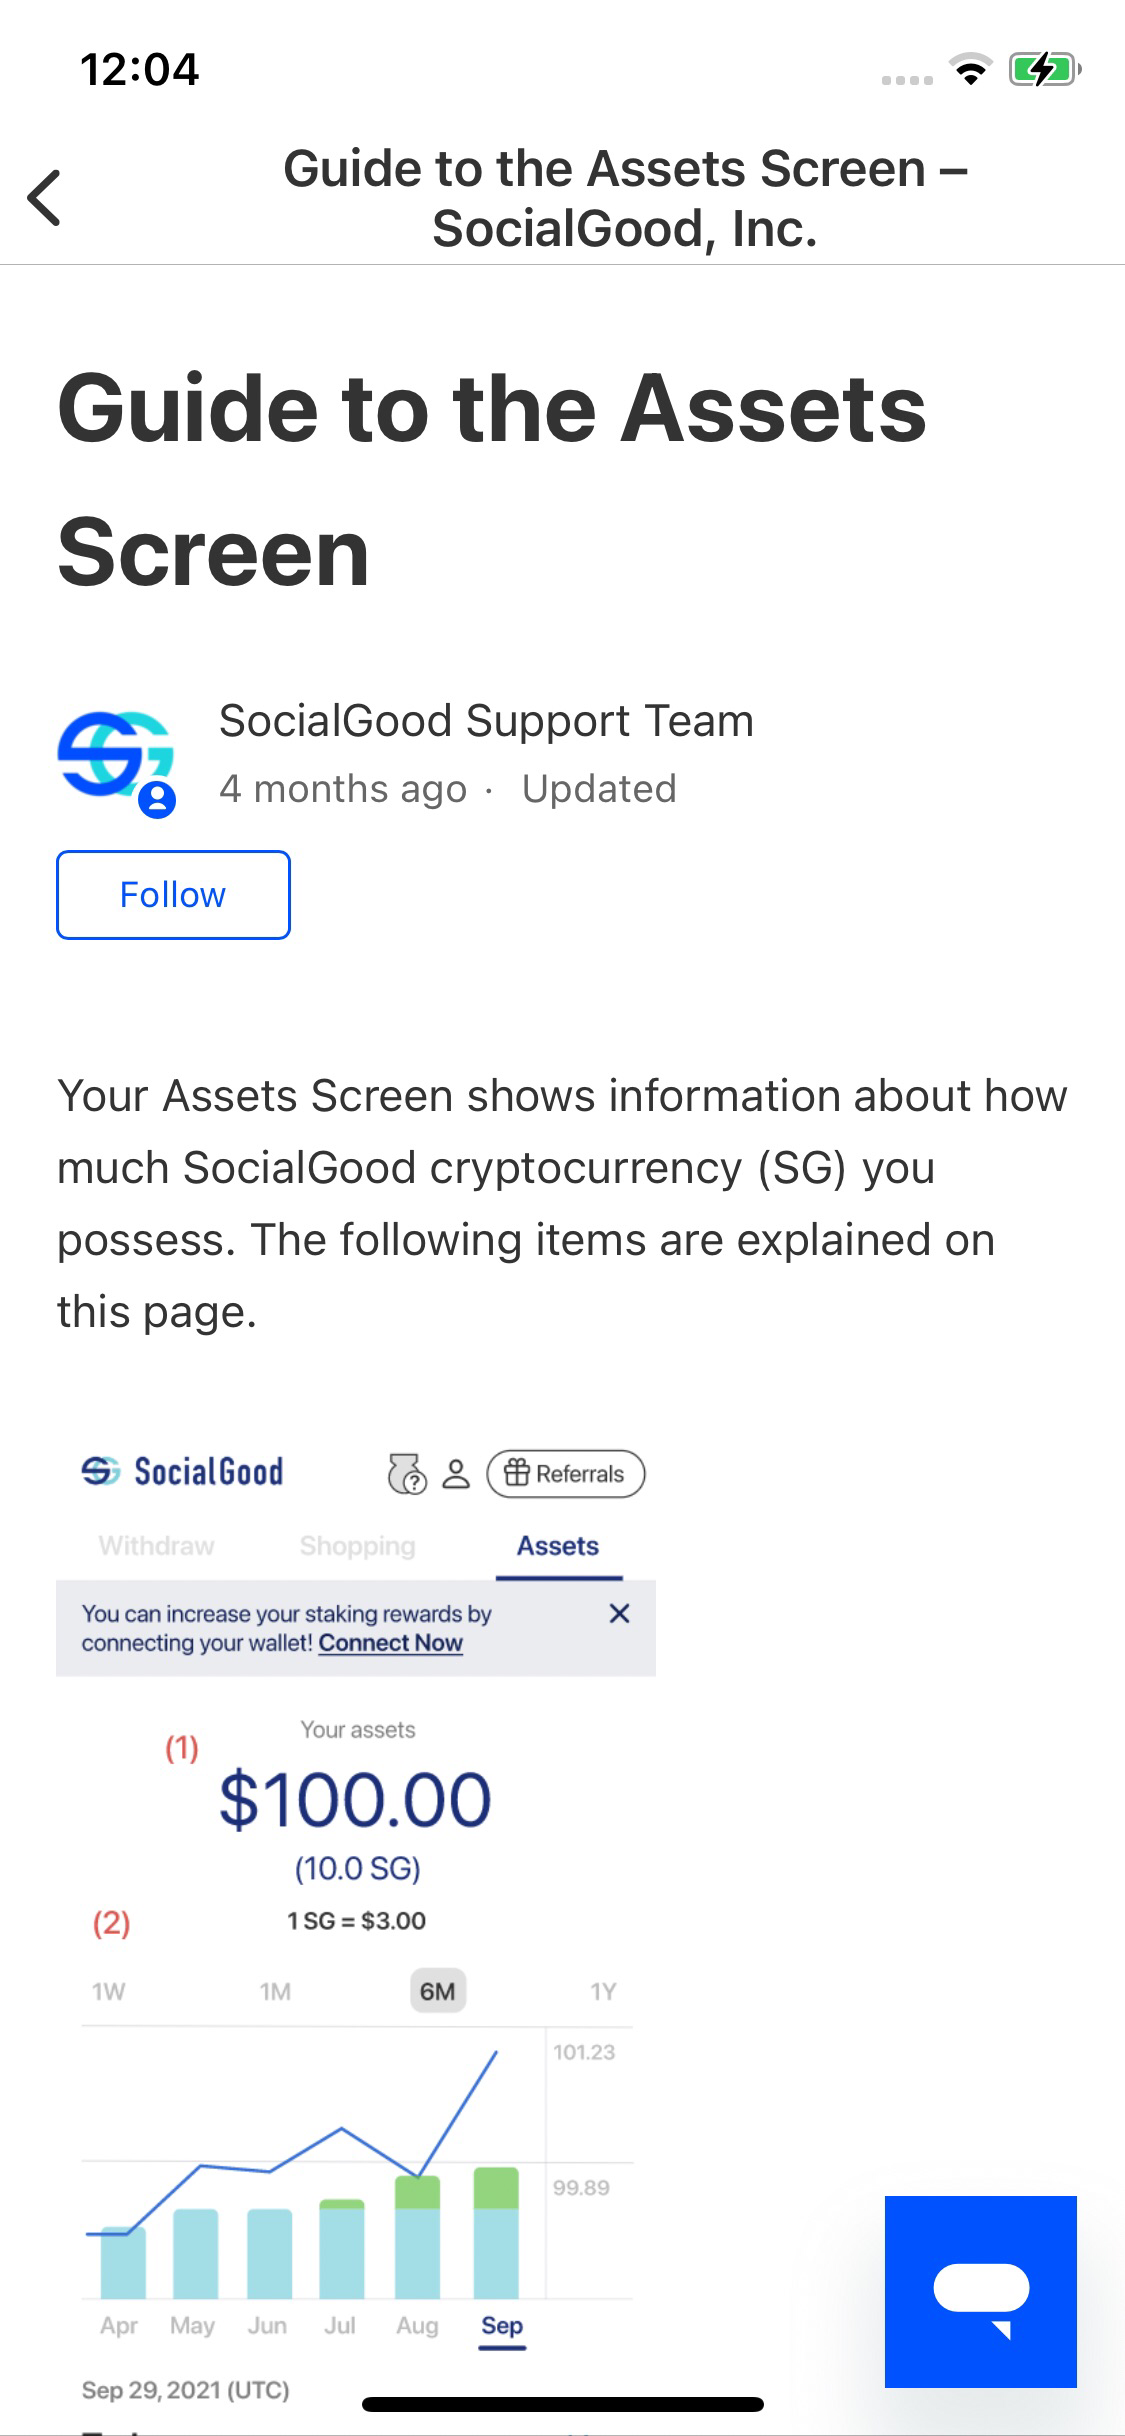 12:04
Guide to the Assets Screen –
SocialGood, Inc.
Guide to the Assets
Screen
SocialGood Support Team
4 months ago · Updated
Follow
Your Assets Screen shows information about how
much SocialGood cryptocurrency (SG) you
possess. The following items are explained on
this page.
SocialGood
Referrals
Withdraw Shopping Assets
You can increase your staking rewards by
connecting your wallet! Connect Now
Your assets
(1)
$100.00
(10.0 SG)
(2) 1 SG = $3.00
1W 1M 6M 1Y
101.23
99.89
Apr May Jun Jul Aug Sep
Sep 29, 2021 (UTC)